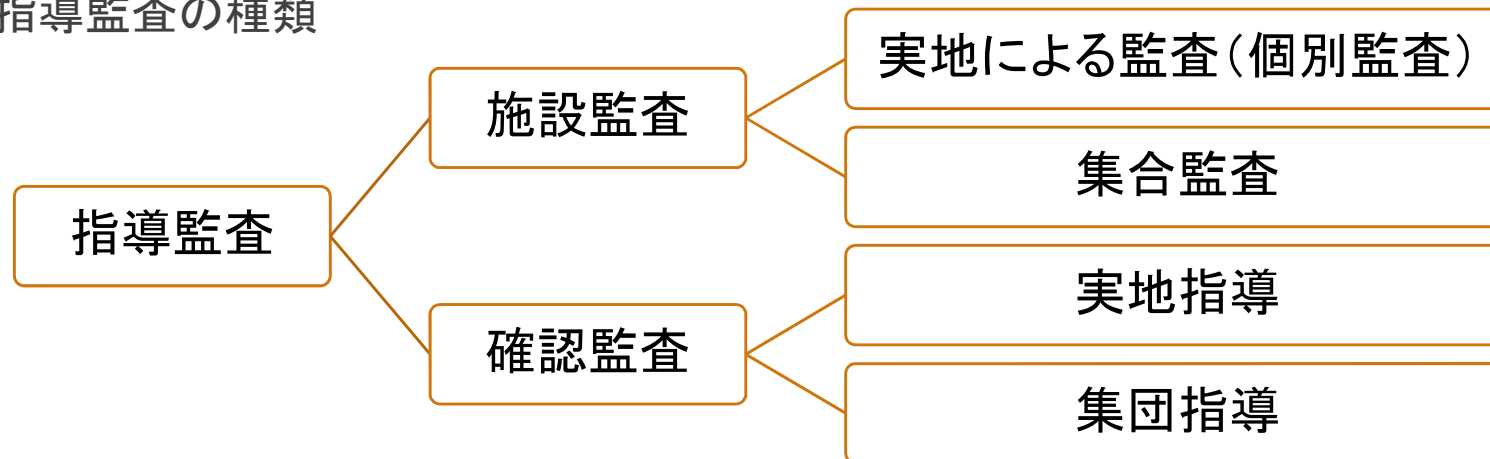 指導監査の種類
指導監査
施設監査
実地による監査（個別監査）
集合監査
確認監査
実地指導
集団指導